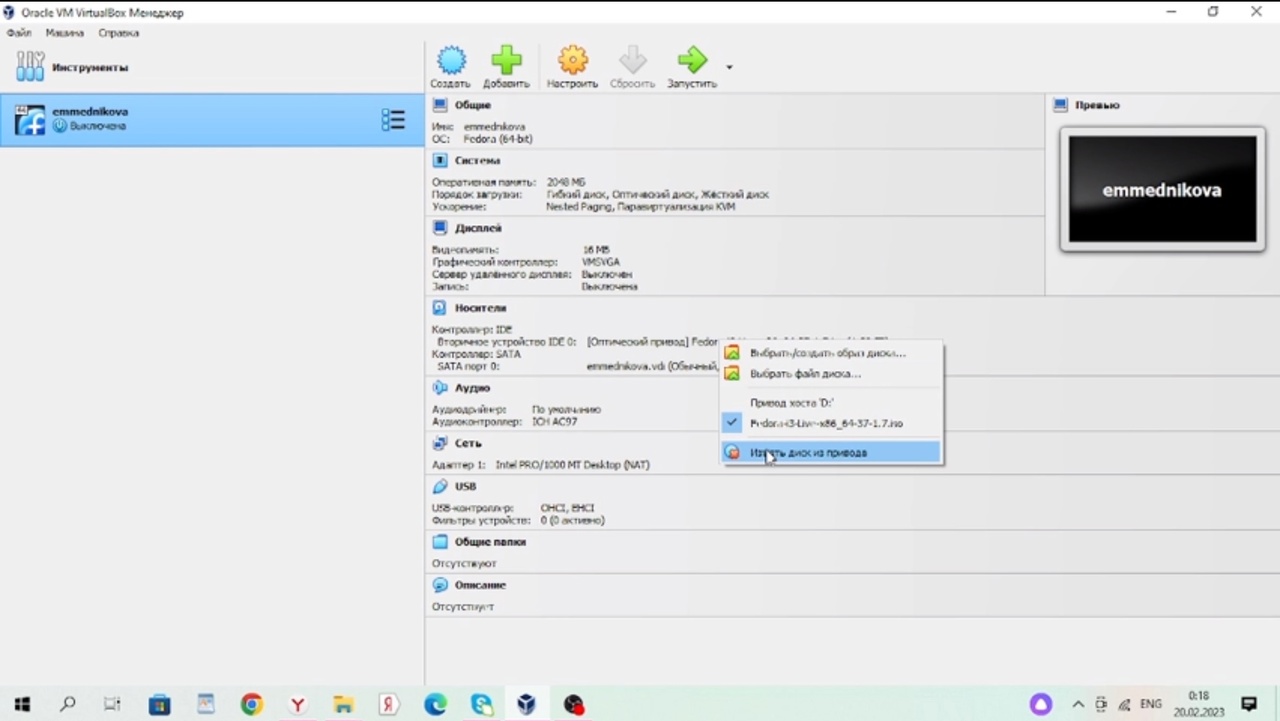 Oracle VM VirtualBox Менеджер
Файл Машина Справка
Инструменты
Создать Добавить Настроить Сбросить Запустить
64
emmednikova
Выключена
Общие
Имя: emmednikova
ОС: Fedora (64-bit)
Превью
emmednikova
Система
Оперативная память: 2048 МБ
Порядок загрузки: Гибкий диск, Оптический диск, Жёсткий диск
Ускорение: Nested Paging, Паравиртуализация KVM
Дисплей
Видеопамять: 16 МБ
Графический контроллер: VMSVGA
Сервер удалённого дисплея: Выключен
Запись: Выключена
Носители
Контроллер: IDE
Вторичное устройство IDE 0: [Оптический привод] Fedor
Контроллер: SATA
SATA порт 0: emmednikova.vdi (Обычный,
Выбрать/создать образ диска...
Выбрать файл диска...
Привод хоста 'D:'
Fedora-i3-Live-x86_64-37-1.7.iso
Изъять диск из привода
Аудио
Аудиодрайвер: По умолчанию
Аудиоконтроллер: ICH AC97
Сеть
Адаптер 1: Intel PRO/1000 MT Desktop (NAT)
USB
USB-контроллер: OHCI, EHCI
Фильтры устройств: 0 (0 активно)
Общие папки
Отсутствуют
Описание
Отсутствует
ENG
0:18
20.02.2023